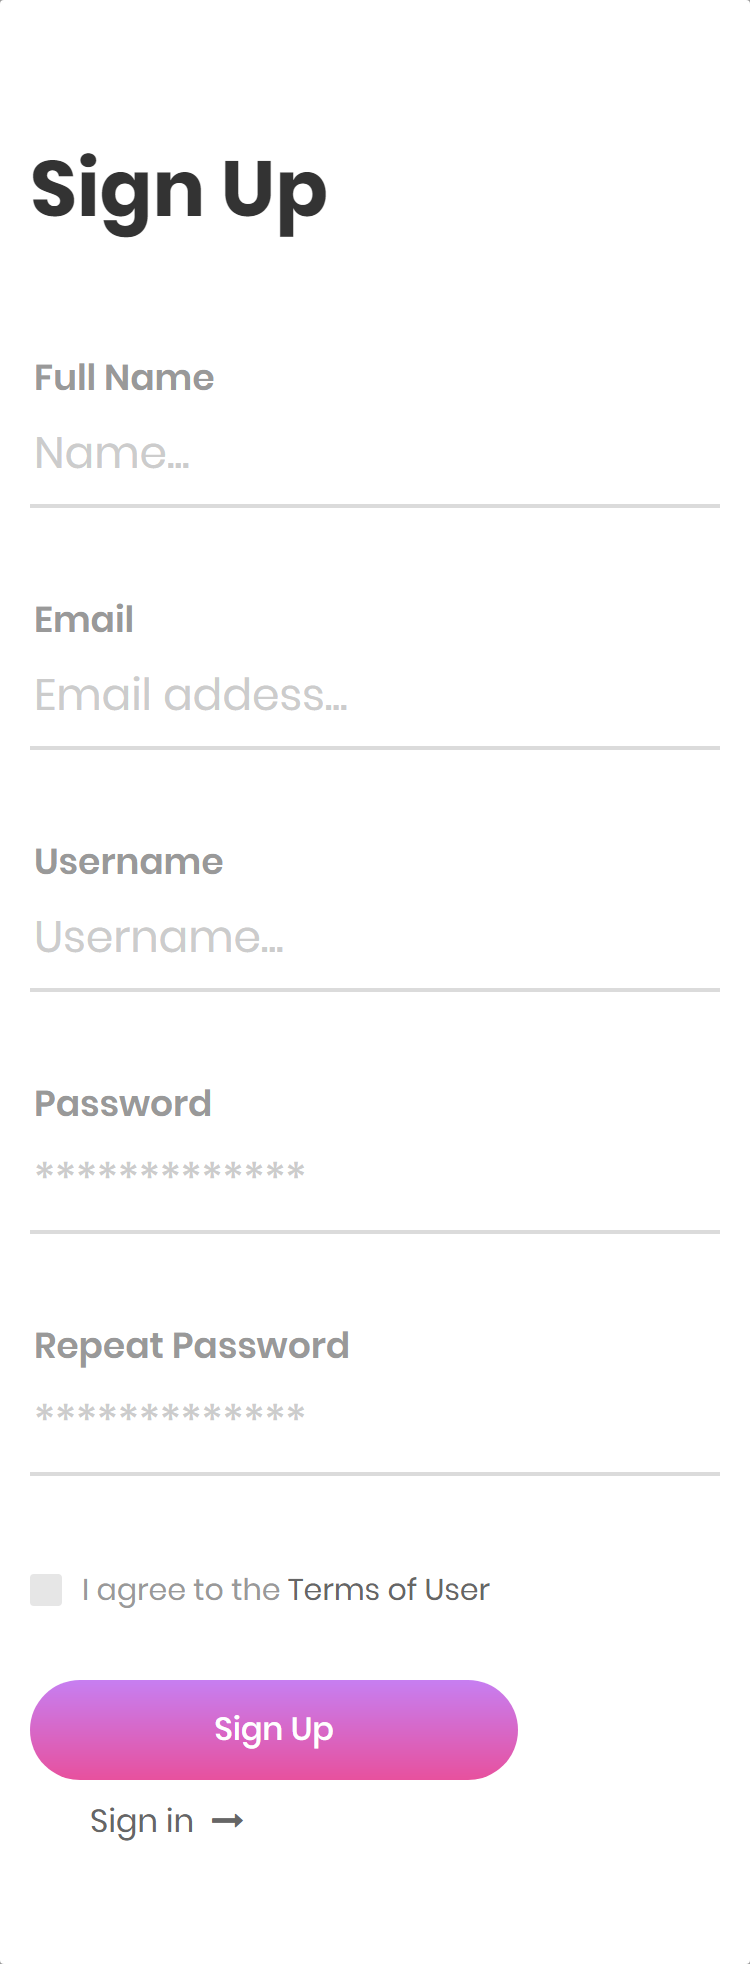 Sign Up
Full Name
Name...
Email
Email addess...
Username
Username...
Password
*************
Repeat Password
*************
I agree to the Terms of User
Sign Up
Sign in